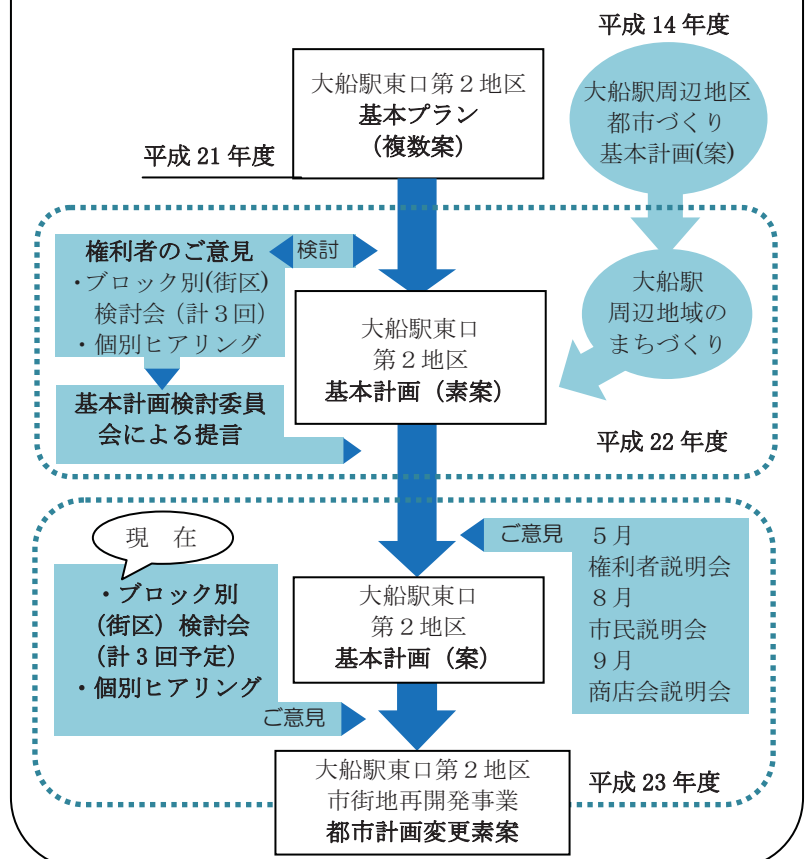 平成 14 年度
大船駅東口第２地区
基本プラン
(複数案)
大船駅周辺地区
都市づくり
基本計画(案)
平成 21 年度
権利者のご意見
・ブロック別(街区)
検討会（計３回）
・個別ヒアリング
検討
大船駅
周辺地域の
まちづくり
大船駅東口
第２地区
基本計画（素案）
基本計画検討委員
会による提言
平成 22 年度
現　在
ご意見
５月
権利者説明会
８月
市民説明会
９月
商店会説明会
・ブロック別
(街区）検討会
(計３回予定)
・個別ヒアリング
大船駅東口
第２地区
基本計画（案）
ご意見
大船駅東口第２地区
市街地再開発事業
都市計画変更素案
平成 23 年度